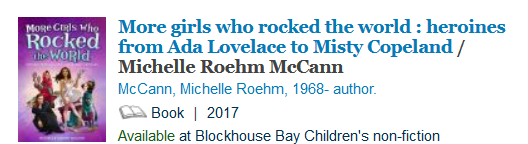 MORE GIRLS WHO
ROCKED
the WORLD
More girls who rocked the world : heroines
from Ada Lovelace to Misty Copeland /
Michelle Roehm McCann
McCann, Michelle Roehm, 1968- author.
Book | 2017
Available at Blockhouse Bay Children's non-fiction